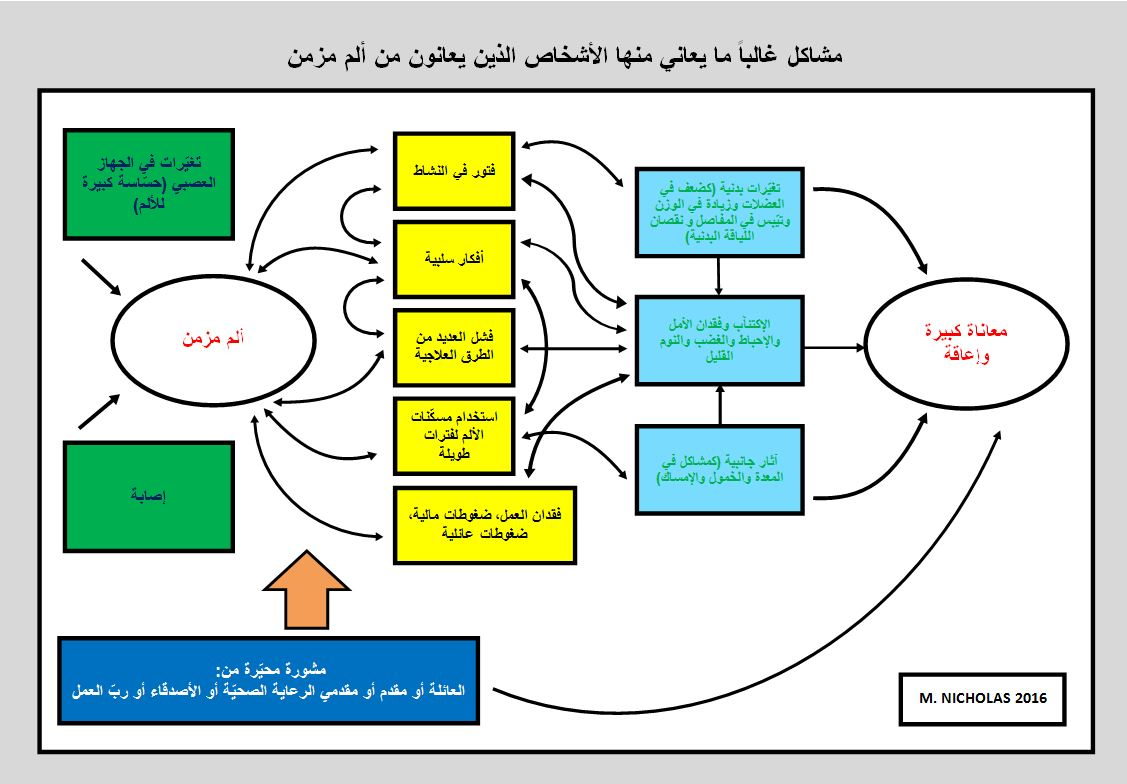 مشاكل غالباً ما يعاني منها الأشخاص الذين يعانون من ألم مزمن
تغيّرات في الجهاز
العصبي (حسّاسة كبيرة
للألم)
ألم مزمن
إصابة
فتور في النشاط
أفكار سلبية
فشل العديد من
الطرق العلاجية
استخدام مسكّنات
الألم لفترات
طويلة
فقدان العمل، ضغوطات مالية،
ضغوطات عائلية
تغيّرات بدنية (كضعف في
العضلات وزيادة في الوزن
وتيّبس في المفاصل و نقصان
اللياقة البدنية)
الإكتئآب وفقدان الأمل
والإحباط والغضب والنوم
القليل
آثار جانبية (كمشاكل في
المعدة والخمول والإمساك)
معاناة كبيرة
وإعاقة
مشورة محيّرة من:
العائلة أو مقدم أو مقدمي الرعاية الصحيّة أو الأصدقاء أو ربّ العمل
M. NICHOLAS 2016